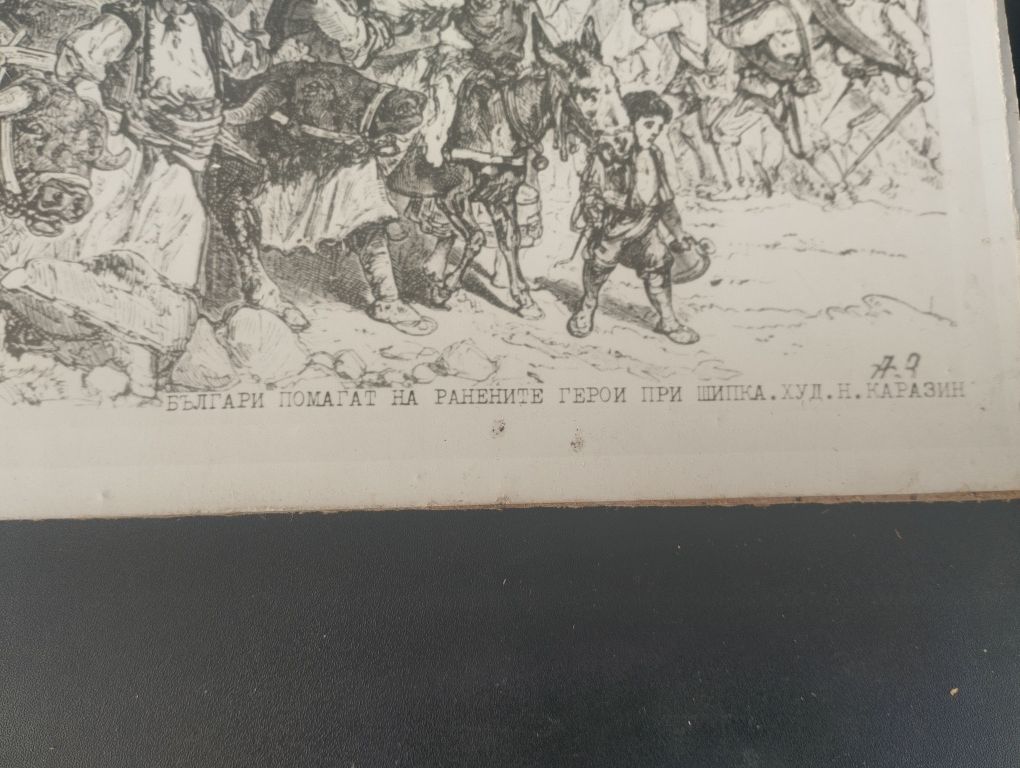 БЪЛГАРИ ПОМАГАТ НА РАНЕНИТЕ ГЕРОИ ПРИ ШИПКА.ХУД.Н.КАРАЗИН